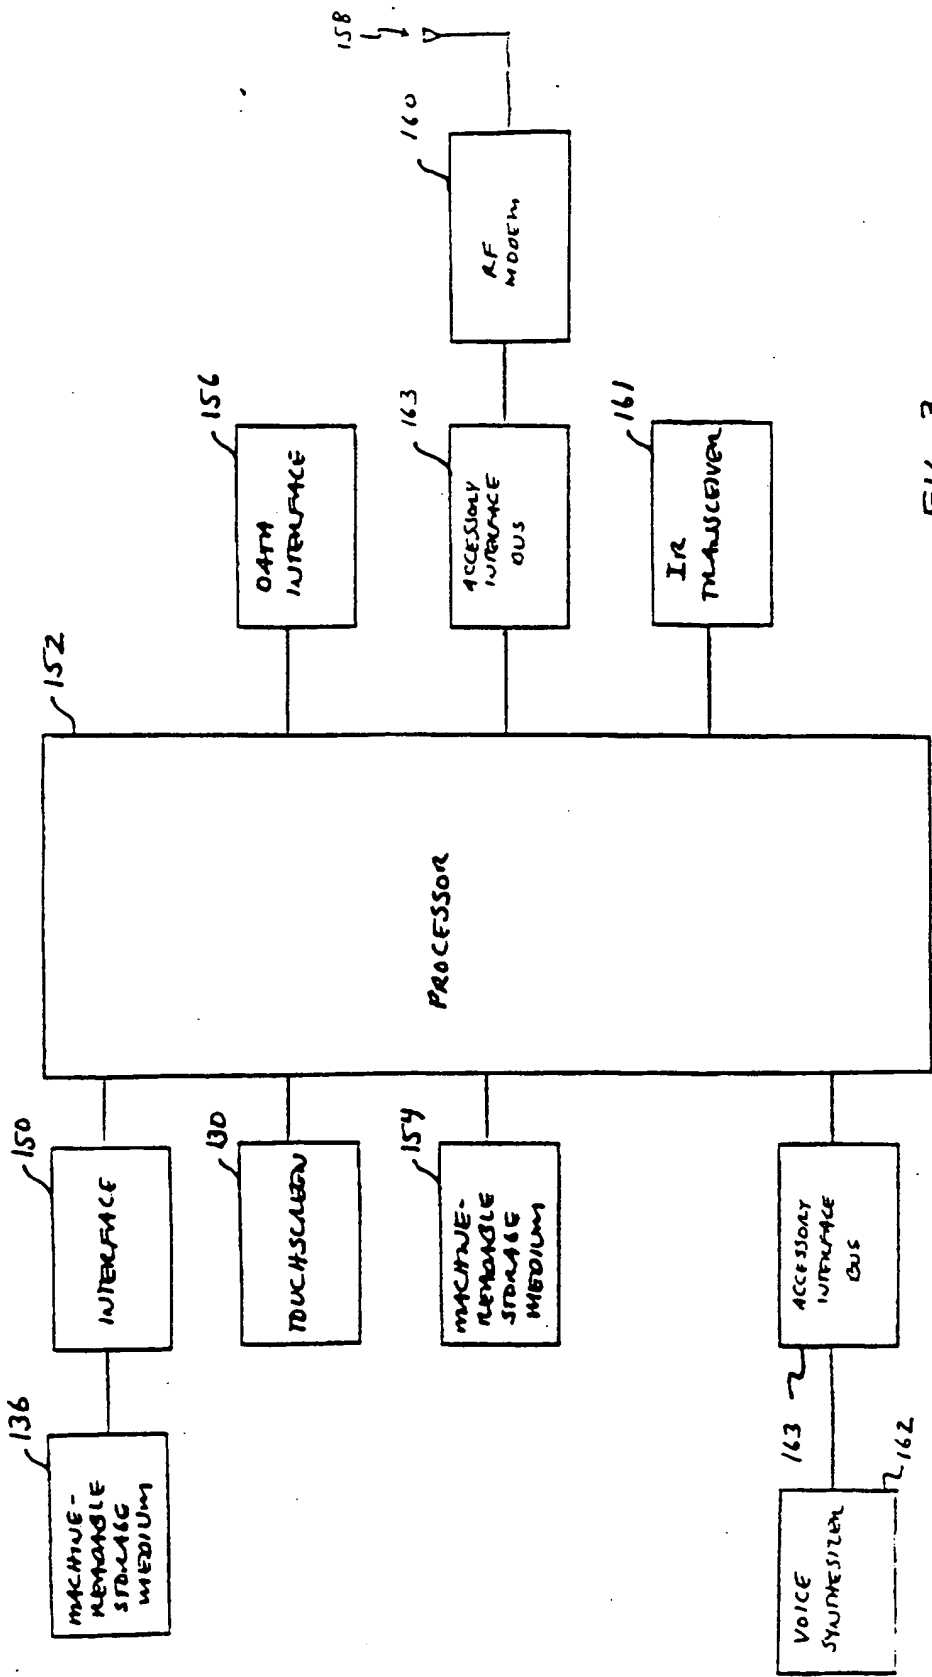 136
MACHINE-
READABLE
STORAGE
MEDIUM
150
INTERFACE
130
TOUCHSCREEN
154
MACHINE-
READABLE
STORAGE
MEDIUM
163
ACCESSORY
INTERFACE
BUS
VOICE
SYNTHESIZER
162
152
PROCESSOR
156
DATA
INTERFACE
163
ACCESSORY
INTERFACE
BUS
160
RF
MODEM
158
161
IR
TRANSCEIVER